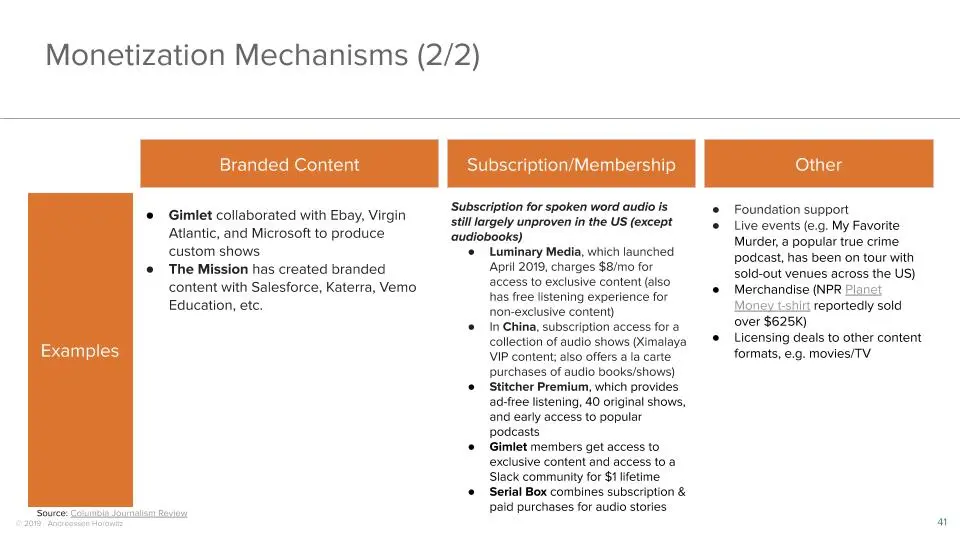 Monetization Mechanisms (2/2)
Branded Content
Subscription/Membership
Other
Examples
● Gimlet collaborated with Ebay, Virgin
Atlantic, and Microsoft to produce
custom shows
● The Mission has created branded
content with Salesforce, Katerra, Vemo
Education, etc.
Subscription for spoken word audio is
still largely unproven in the US (except
audiobooks)
● Luminary Media, which launched
April 2019, charges $8/mo for
access to exclusive content (also
has free listening experience for
non-exclusive content)
● In China, subscription access for a
collection of audio shows (Ximalaya
VIP content; also offers a la carte
purchases of audio books/shows)
● Stitcher Premium, which provides
ad-free listening, 40 original shows,
and early access to popular
podcasts
● Gimlet members get access to
exclusive content and access to a
Slack community for $1 lifetime
● Serial Box combines subscription &
paid purchases for audio stories
● Foundation support
● Live events (e.g. My Favorite
Murder, a popular true crime
podcast, has been on tour with
sold-out venues across the US)
● Merchandise (NPR Planet
Money t-shirt reportedly sold
over $625K)
● Licensing deals to other content
formats, e.g. movies/TV
Source: Columbia Journalism Review
© 2019 Andreessen Horowitz
41